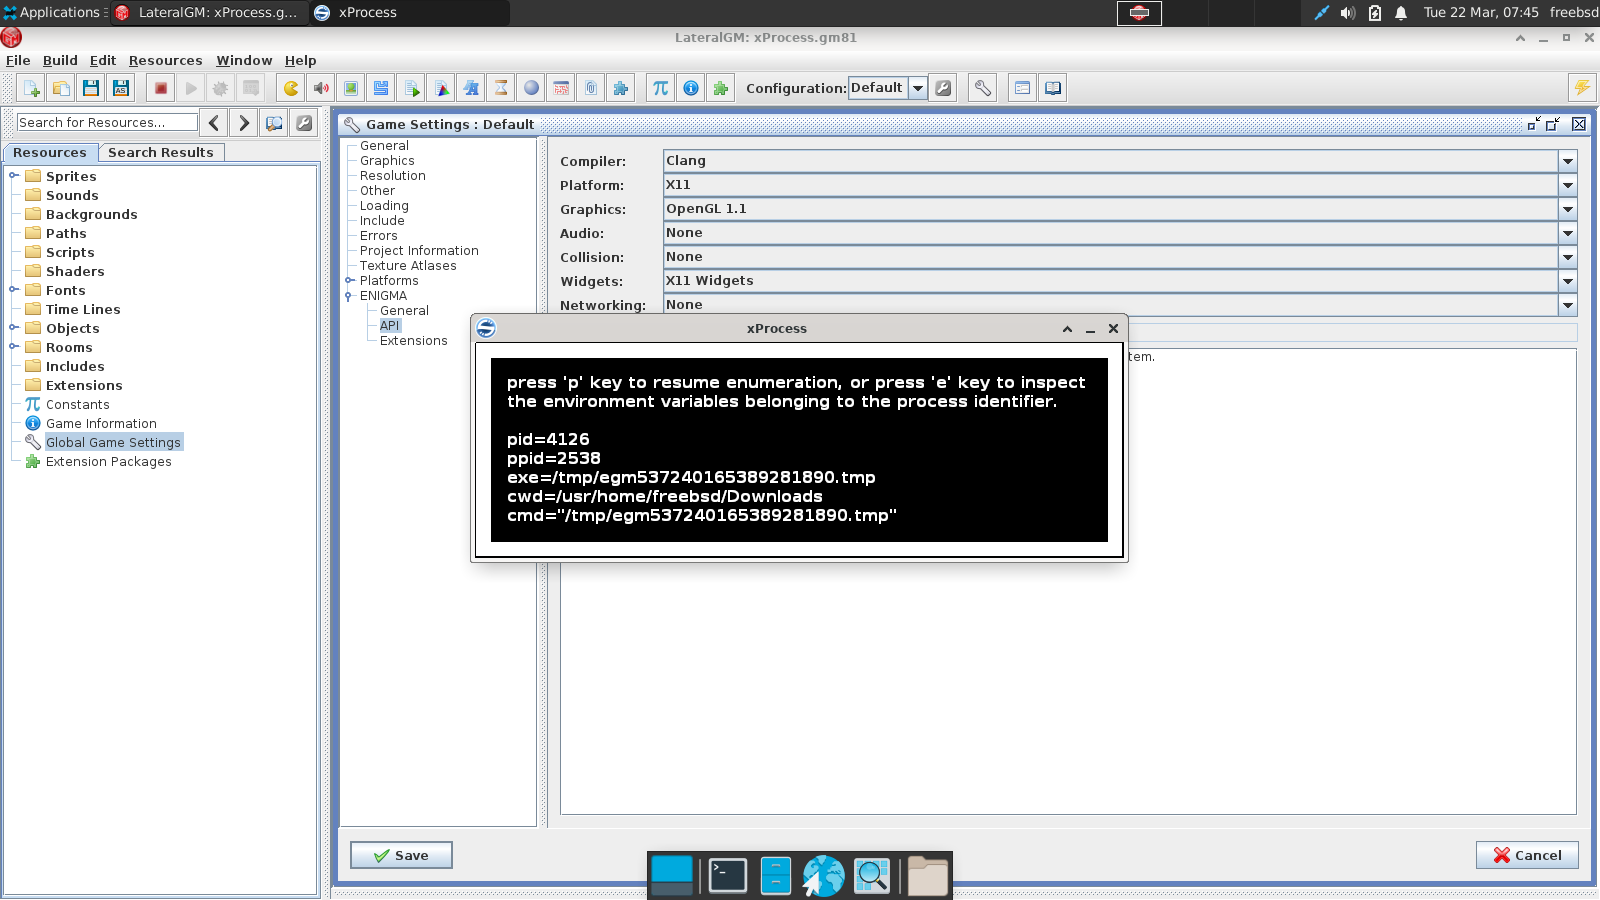 Applications
LateralGM: xProcess.g...
xProcess
Tue 22 Mar, 07:45
freebsd
LateralGM: xProcess.gm81
File Build Edit Resources Window Help
Configuration: Default
Search for Resources...
Resources
Search Results
Sprites
Sounds
Backgrounds
Paths
Scripts
Shaders
Fonts
Time Lines
Objects
Rooms
Includes
Extensions
Constants
Game Information
Global Game Settings
Extension Packages
Game Settings : Default
General
Graphics
Resolution
Other
Loading
Include
Errors
Project Information
Texture Atlases
Platforms
ENIGMA
General
API
Extensions
Compiler: Clang
Platform: X11
Graphics: OpenGL 1.1
Audio: None
Collision: None
Widgets: X11 Widgets
Networking: None
tem.
xProcess
press 'p' key to resume enumeration, or press 'e' key to inspect
the environment variables belonging to the process identifier.
pid=4126
ppid=2538
exe=/tmp/egm537240165389281890.tmp
cwd=/usr/home/freebsd/Downloads
cmd="/tmp/egm537240165389281890.tmp"
Save
Cancel